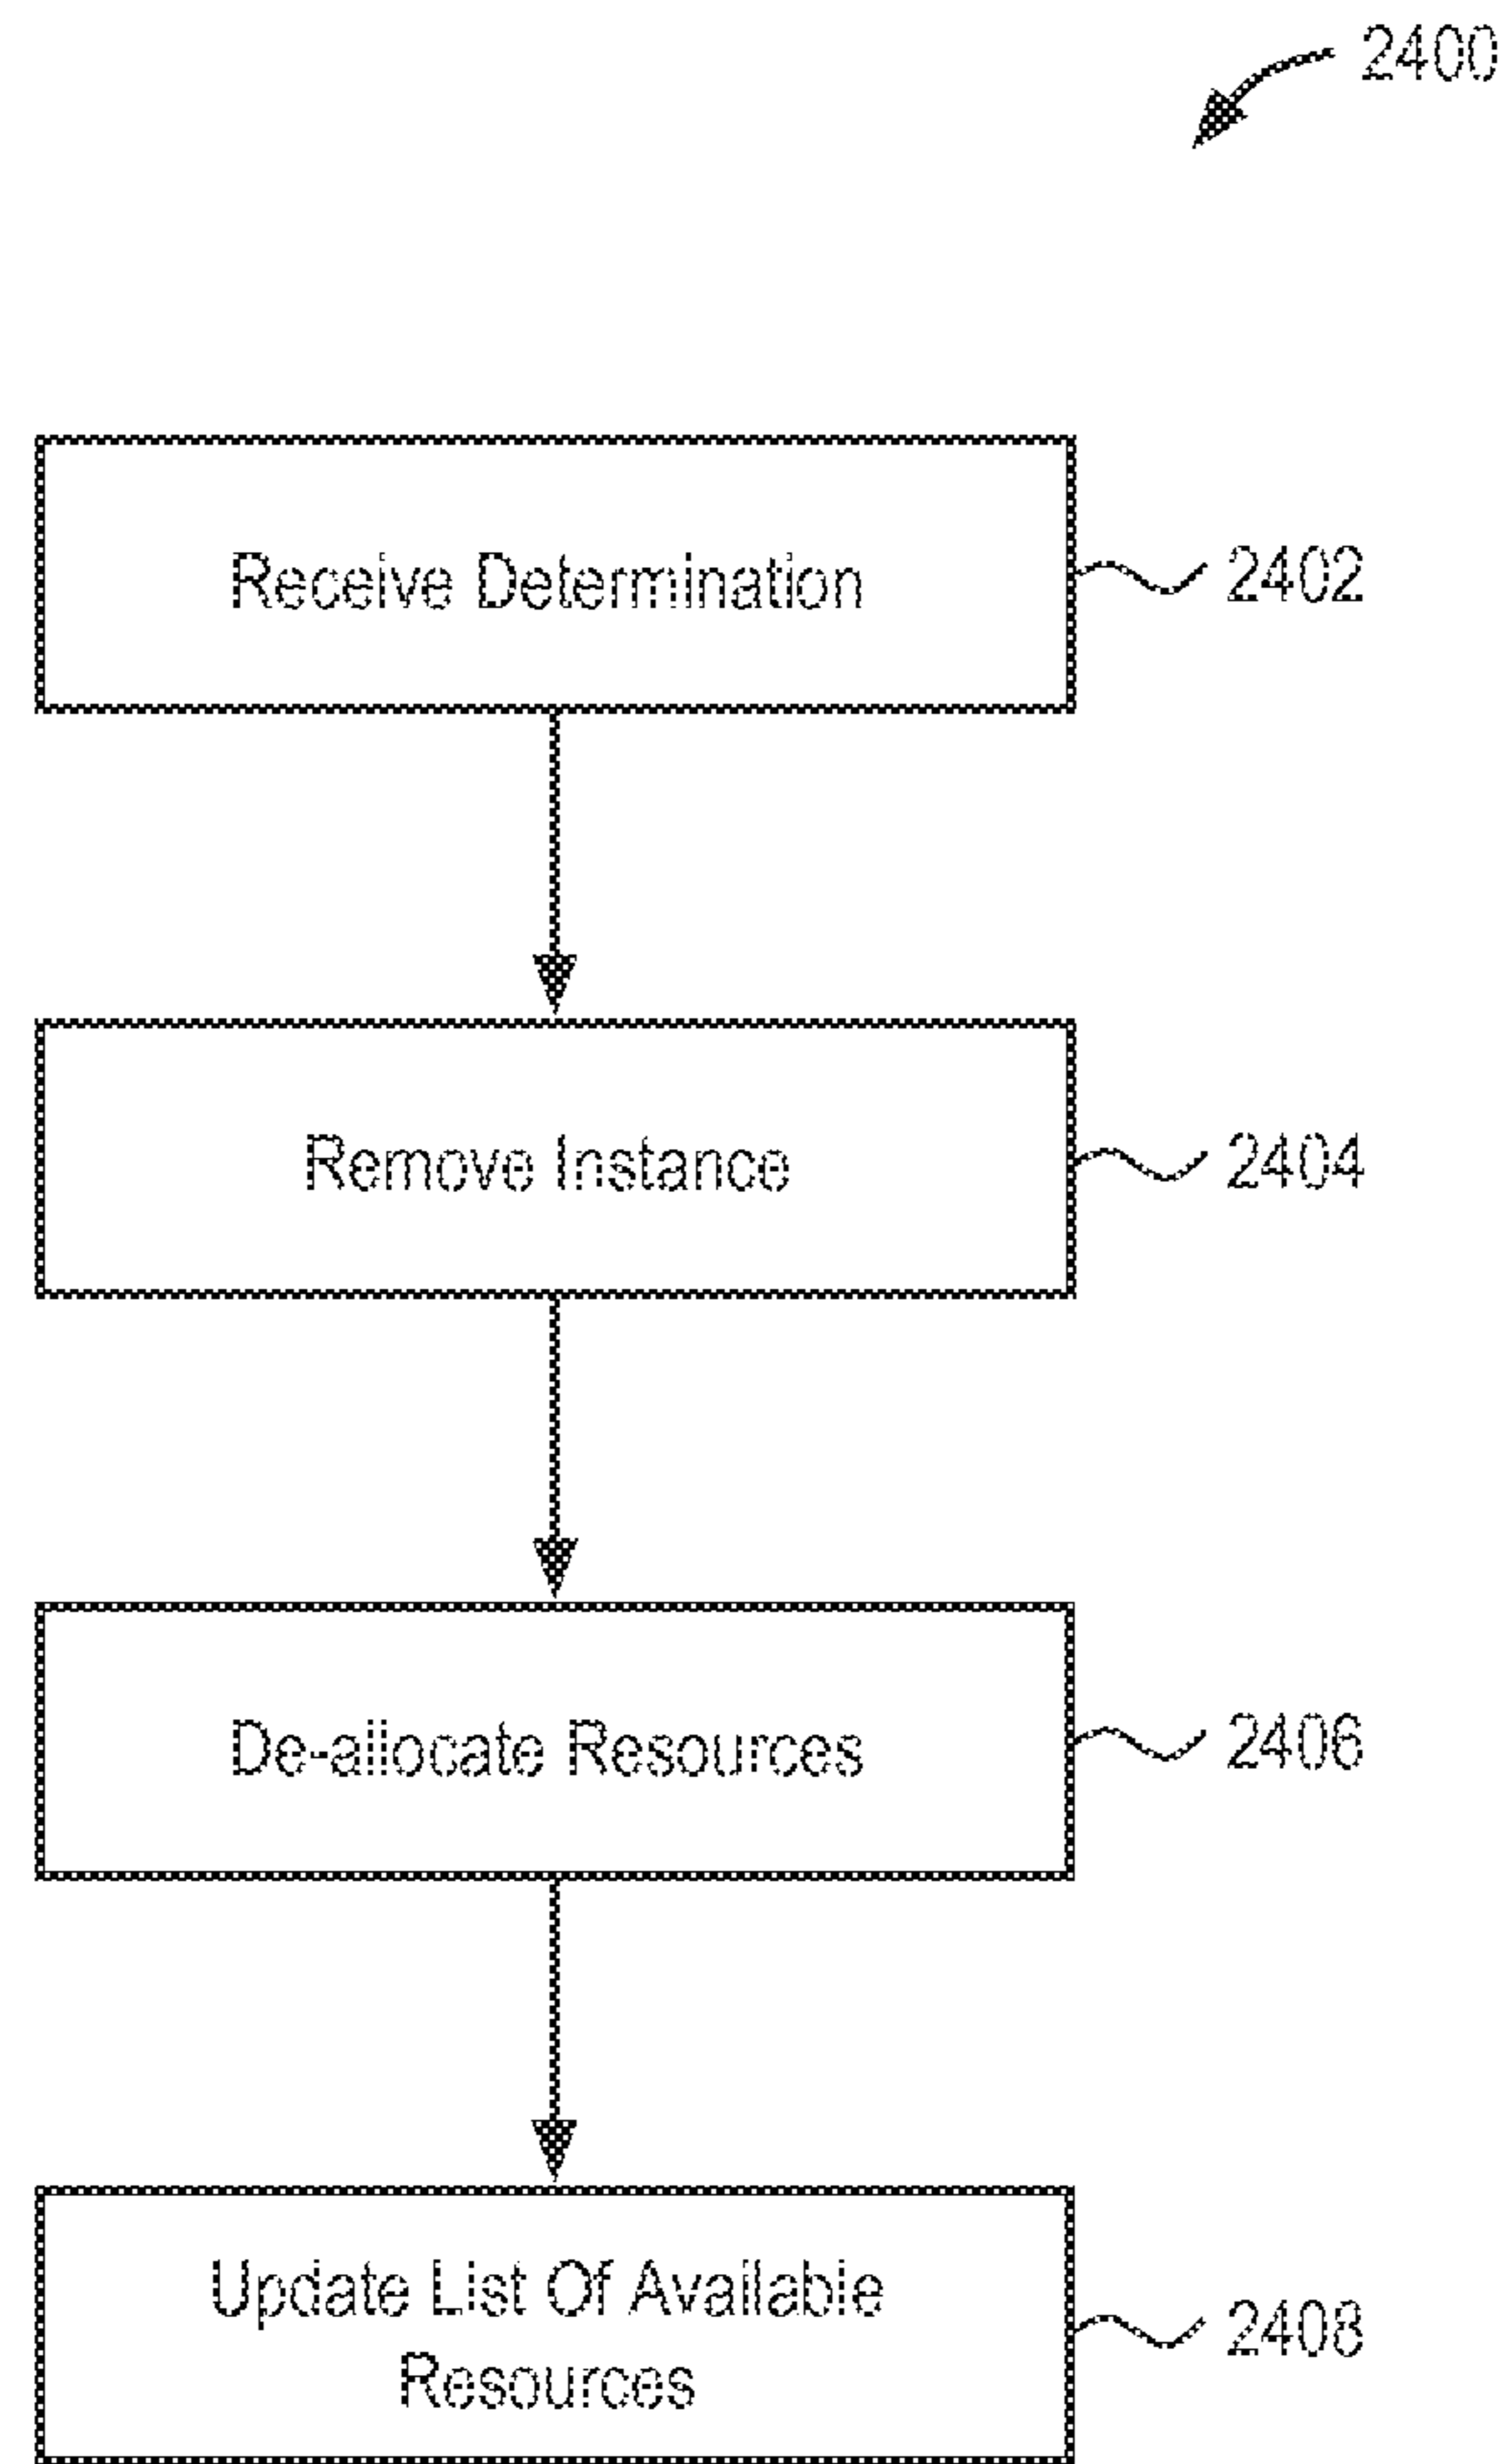 2400
Receive Determination
2402
Remove Instance
2404
De-allocate Resources
2406
Update List Of Available
Resources
2408